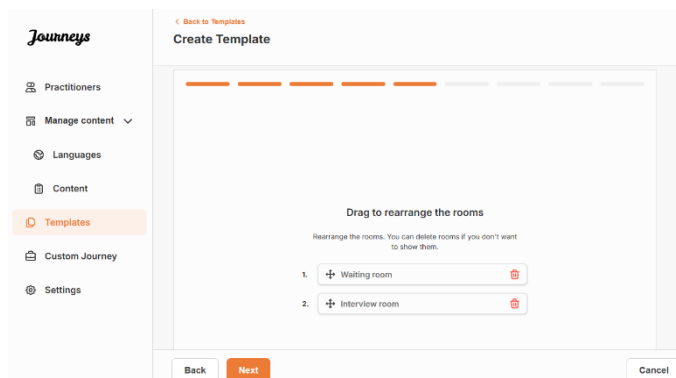 Journeys
Practitioners
Manage content
Languages
Content
Templates
Custom Journey
Settings
Back to Templates
Create Template
Drag to rearrange the rooms
Rearrange the rooms. You can delete rooms if you don't want
to show them.
1. Waiting room
2. Interview room
Back Next Cancel